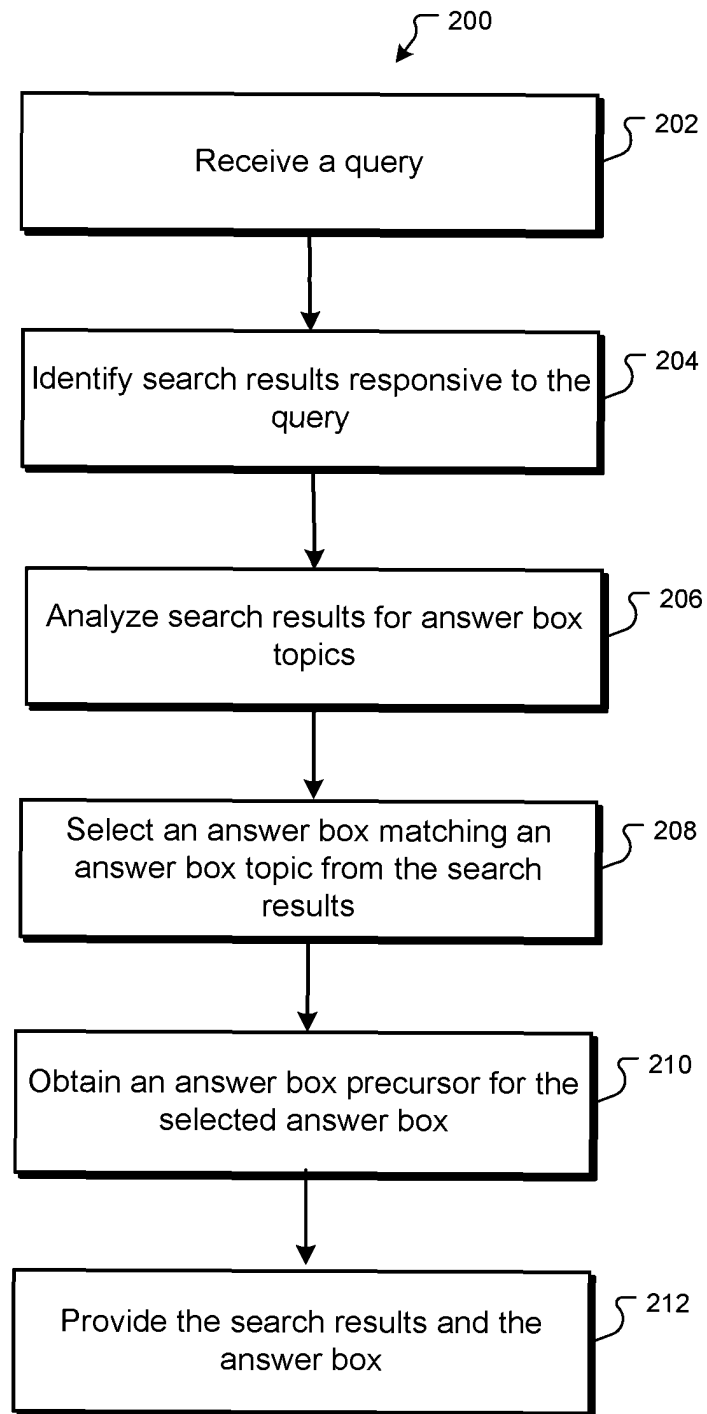 200
Receive a query
202
Identify search results responsive to the
query
204
Analyze search results for answer box
topics
206
Select an answer box matching an
answer box topic from the search
results
208
Obtain an answer box precursor for the
selected answer box
210
Provide the search results and the
answer box
212